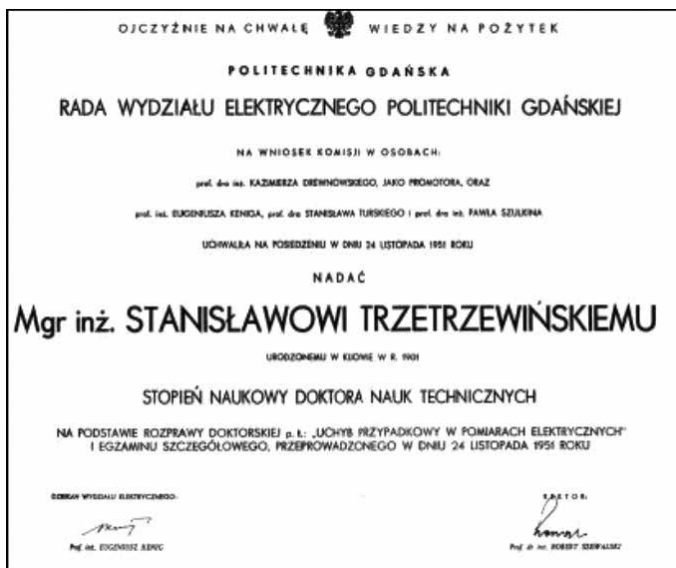 OJCZYŹNIE NA CHWAŁĘ WIEDZY NA POŻYTEK
POLITECHNIKA GDAŃSKA
RADA WYDZIAŁU ELEKTRYCZNEGO POLITECHNIKI GDAŃSKIEJ
NA WNIOSEK KOMISJI W OSOBACH:
prof. dra inż. KAZIMIERZA DREWNOWSKIEGO, JAKO PROMOTORA, ORAZ
prof. inż. EUGENIUSZA KENIGA, prof. dra STANISŁAWA TURSKIEGO i prof. dra inż. PAWŁA SZULKINA
UCHWALIŁA NA POSIEDZENIU W DNIU 24 LISTOPADA 1951 ROKU
NADAĆ
Mgr inż. STANISŁAWOWI TRZETRZEWIŃSKIEMU
URODZONEMU W KIJOWIE W R. 1901
STOPIEŃ NAUKOWY DOKTORA NAUK TECHNICZNYCH
NA PODSTAWIE ROZPRAWY DOKTORSKIEJ p. t.: „UCHYB PRZYPADKOWY W POMIARACH ELEKTRYCZNYCH"
I EGZAMINU SZCZEGÓŁOWEGO, PRZEPROWADZONEGO W DNIU 24 LISTOPADA 1951 ROKU
DZIEKAN WYDZIAŁU ELEKTRYCZNEGO: REKTOR:
Prof. inż. EUGENIUSZ KENIG Prof. dr inż. ROBERT SZEWALSKI